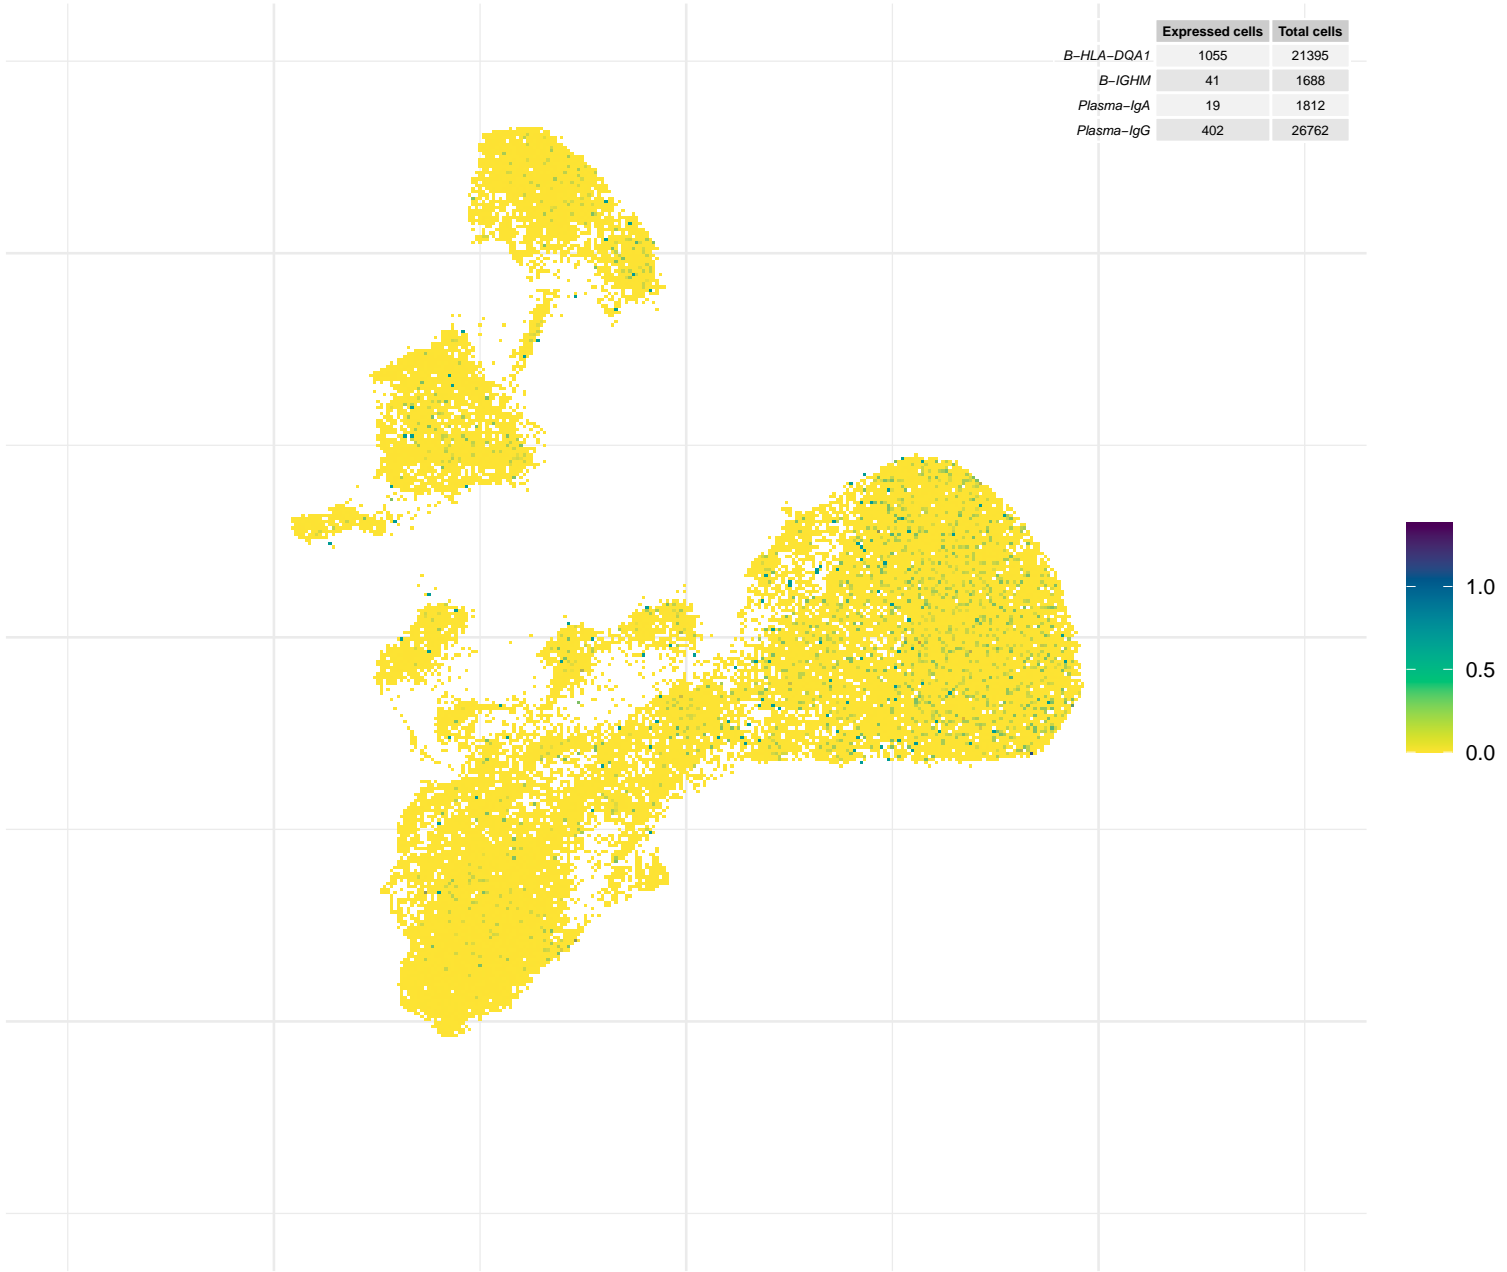 Expressed cells Total cells
B−HLA−DQA1 1055 21395
B−IGHM 41 1688
Plasma−IgA 19 1812
Plasma−IgG 402 26762
1.0
0.5
0.0